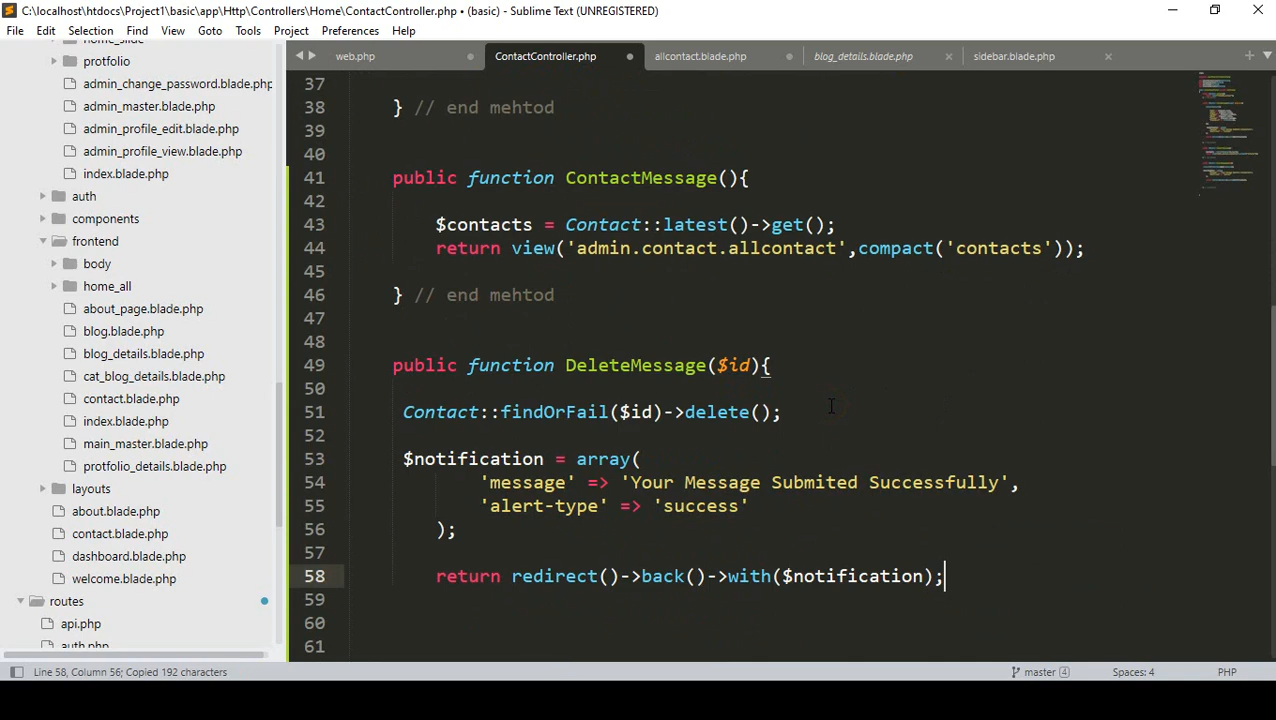 C:\localhost\htdocs\Project1\basic\app\Http\Controllers\Home\ContactController.php • (basic) - Sublime Text (UNREGISTERED)
File Edit Selection Find View Goto Tools Project Preferences Help
web.php ContactController.php allcontact.blade.php blog_details.blade.php sidebar.blade.php
home_slide
protfolio
admin_change_password.blade.php
admin_master.blade.php
admin_profile_edit.blade.php
admin_profile_view.blade.php
index.blade.php
auth
components
frontend
body
home_all
about_page.blade.php
blog.blade.php
blog_details.blade.php
cat_blog_details.blade.php
contact.blade.php
index.blade.php
main_master.blade.php
protfolio_details.blade.php
layouts
about.blade.php
contact.blade.php
dashboard.blade.php
welcome.blade.php
routes
api.php
auth.php
37
38 } // end mehtod
39
40
41 public function ContactMessage(){
42
43 $contacts = Contact::latest()->get();
44 return view('admin.contact.allcontact',compact('contacts'));
45
46 } // end mehtod
47
48
49 public function DeleteMessage($id){
50
51 Contact::findOrFail($id)->delete();
52
53 $notification = array(
54 'message' => 'Your Message Submited Successfully',
55 'alert-type' => 'success'
56 );
57
58 return redirect()->back()->with($notification);
59
60
61
Line 58, Column 56; Copied 192 characters master 4 Spaces: 4 PHP